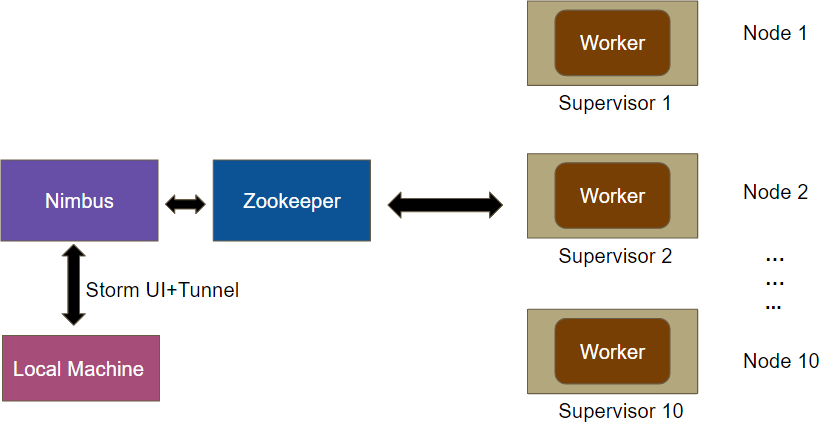 Worker
Node 1
Supervisor 1
Nimbus
Zookeeper
Worker
Node 2
Supervisor 2
...
...
...
Storm UI+Tunnel
Local Machine
Worker
Node 10
Supervisor 10